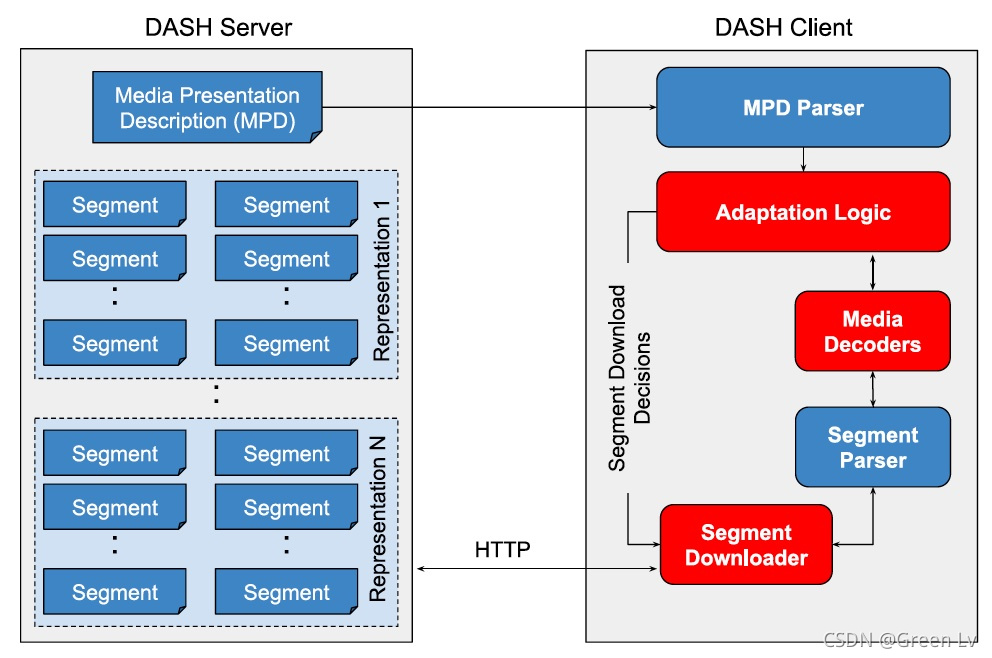 DASH Server
Media Presentation
Description (MPD)
Segment
Segment
Segment
Segment
:
:
Segment
Segment
Representation 1
:
Segment
Segment
Segment
Segment
:
:
Segment
Segment
Representation N
HTTP
DASH Client
MPD Parser
Adaptation Logic
Segment Download
Decisions
Media
Decoders
Segment
Parser
Segment
Downloader
CSDN @Green Lv